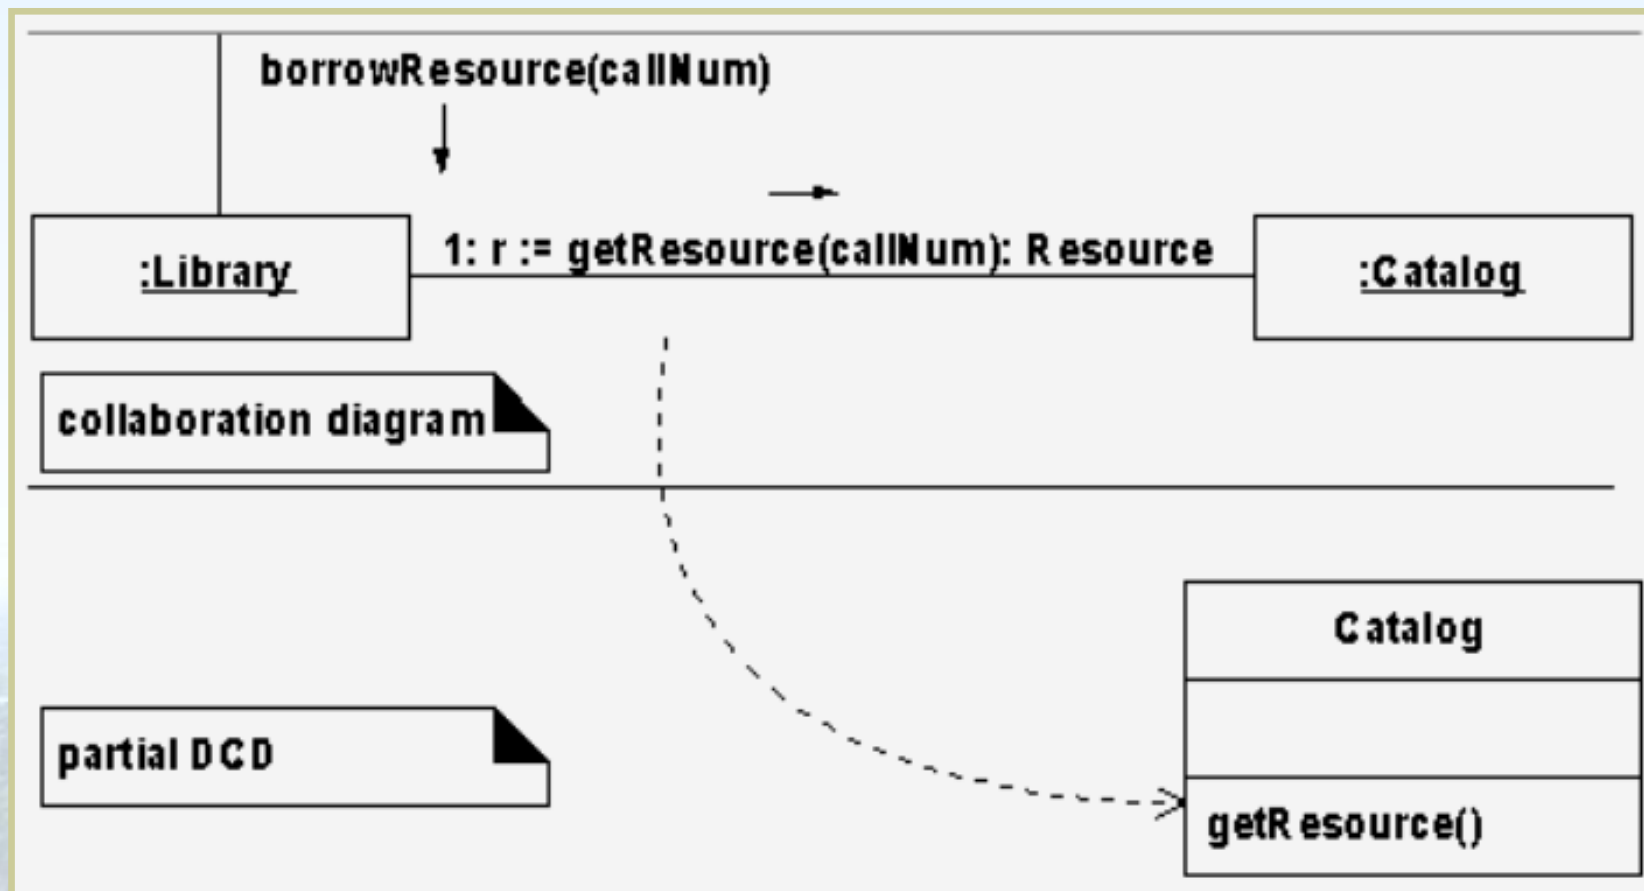 borrowResource(callNum)
1: r := getResource(callNum): Resource
:Library
:Catalog
collaboration diagram
Catalog
partial DCD
getResource()